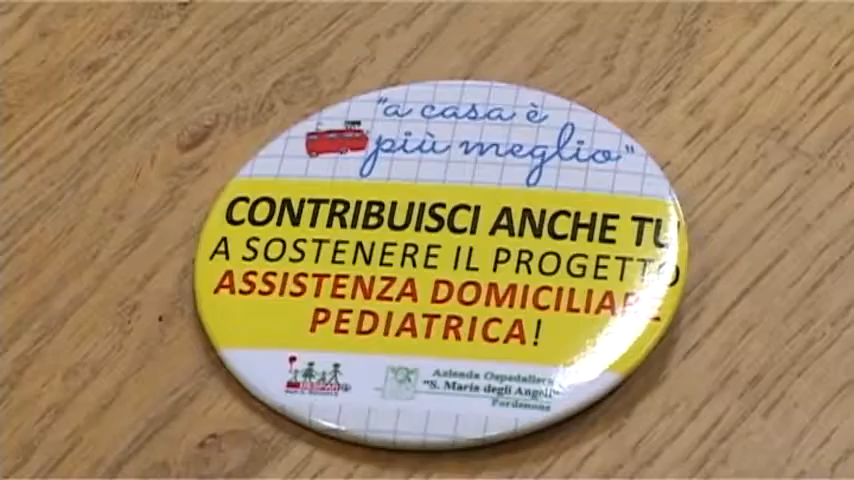 "a casa è
più meglio"
CONTRIBUISCI ANCHE TU
A SOSTENERE IL PROGETTO
ASSISTENZA DOMICILIARE
PEDIATRICA!
Azienda Ospedaliera
"S. Maria degli Angeli"
Pordenone